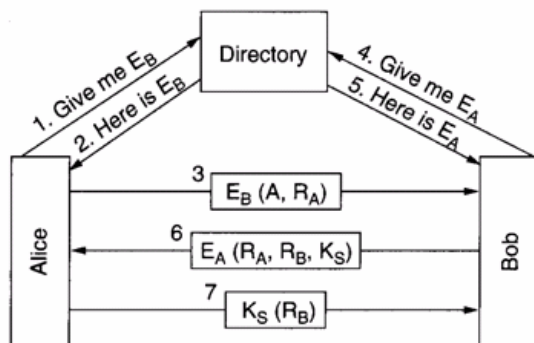 Directory
1. Give me E_B
2. Here is E_B
4. Give me E_A
5. Here is E_A
Alice
3
E_B (A, R_A)
6
E_A (R_A, R_B, K_S)
7
K_S (R_B)
Bob